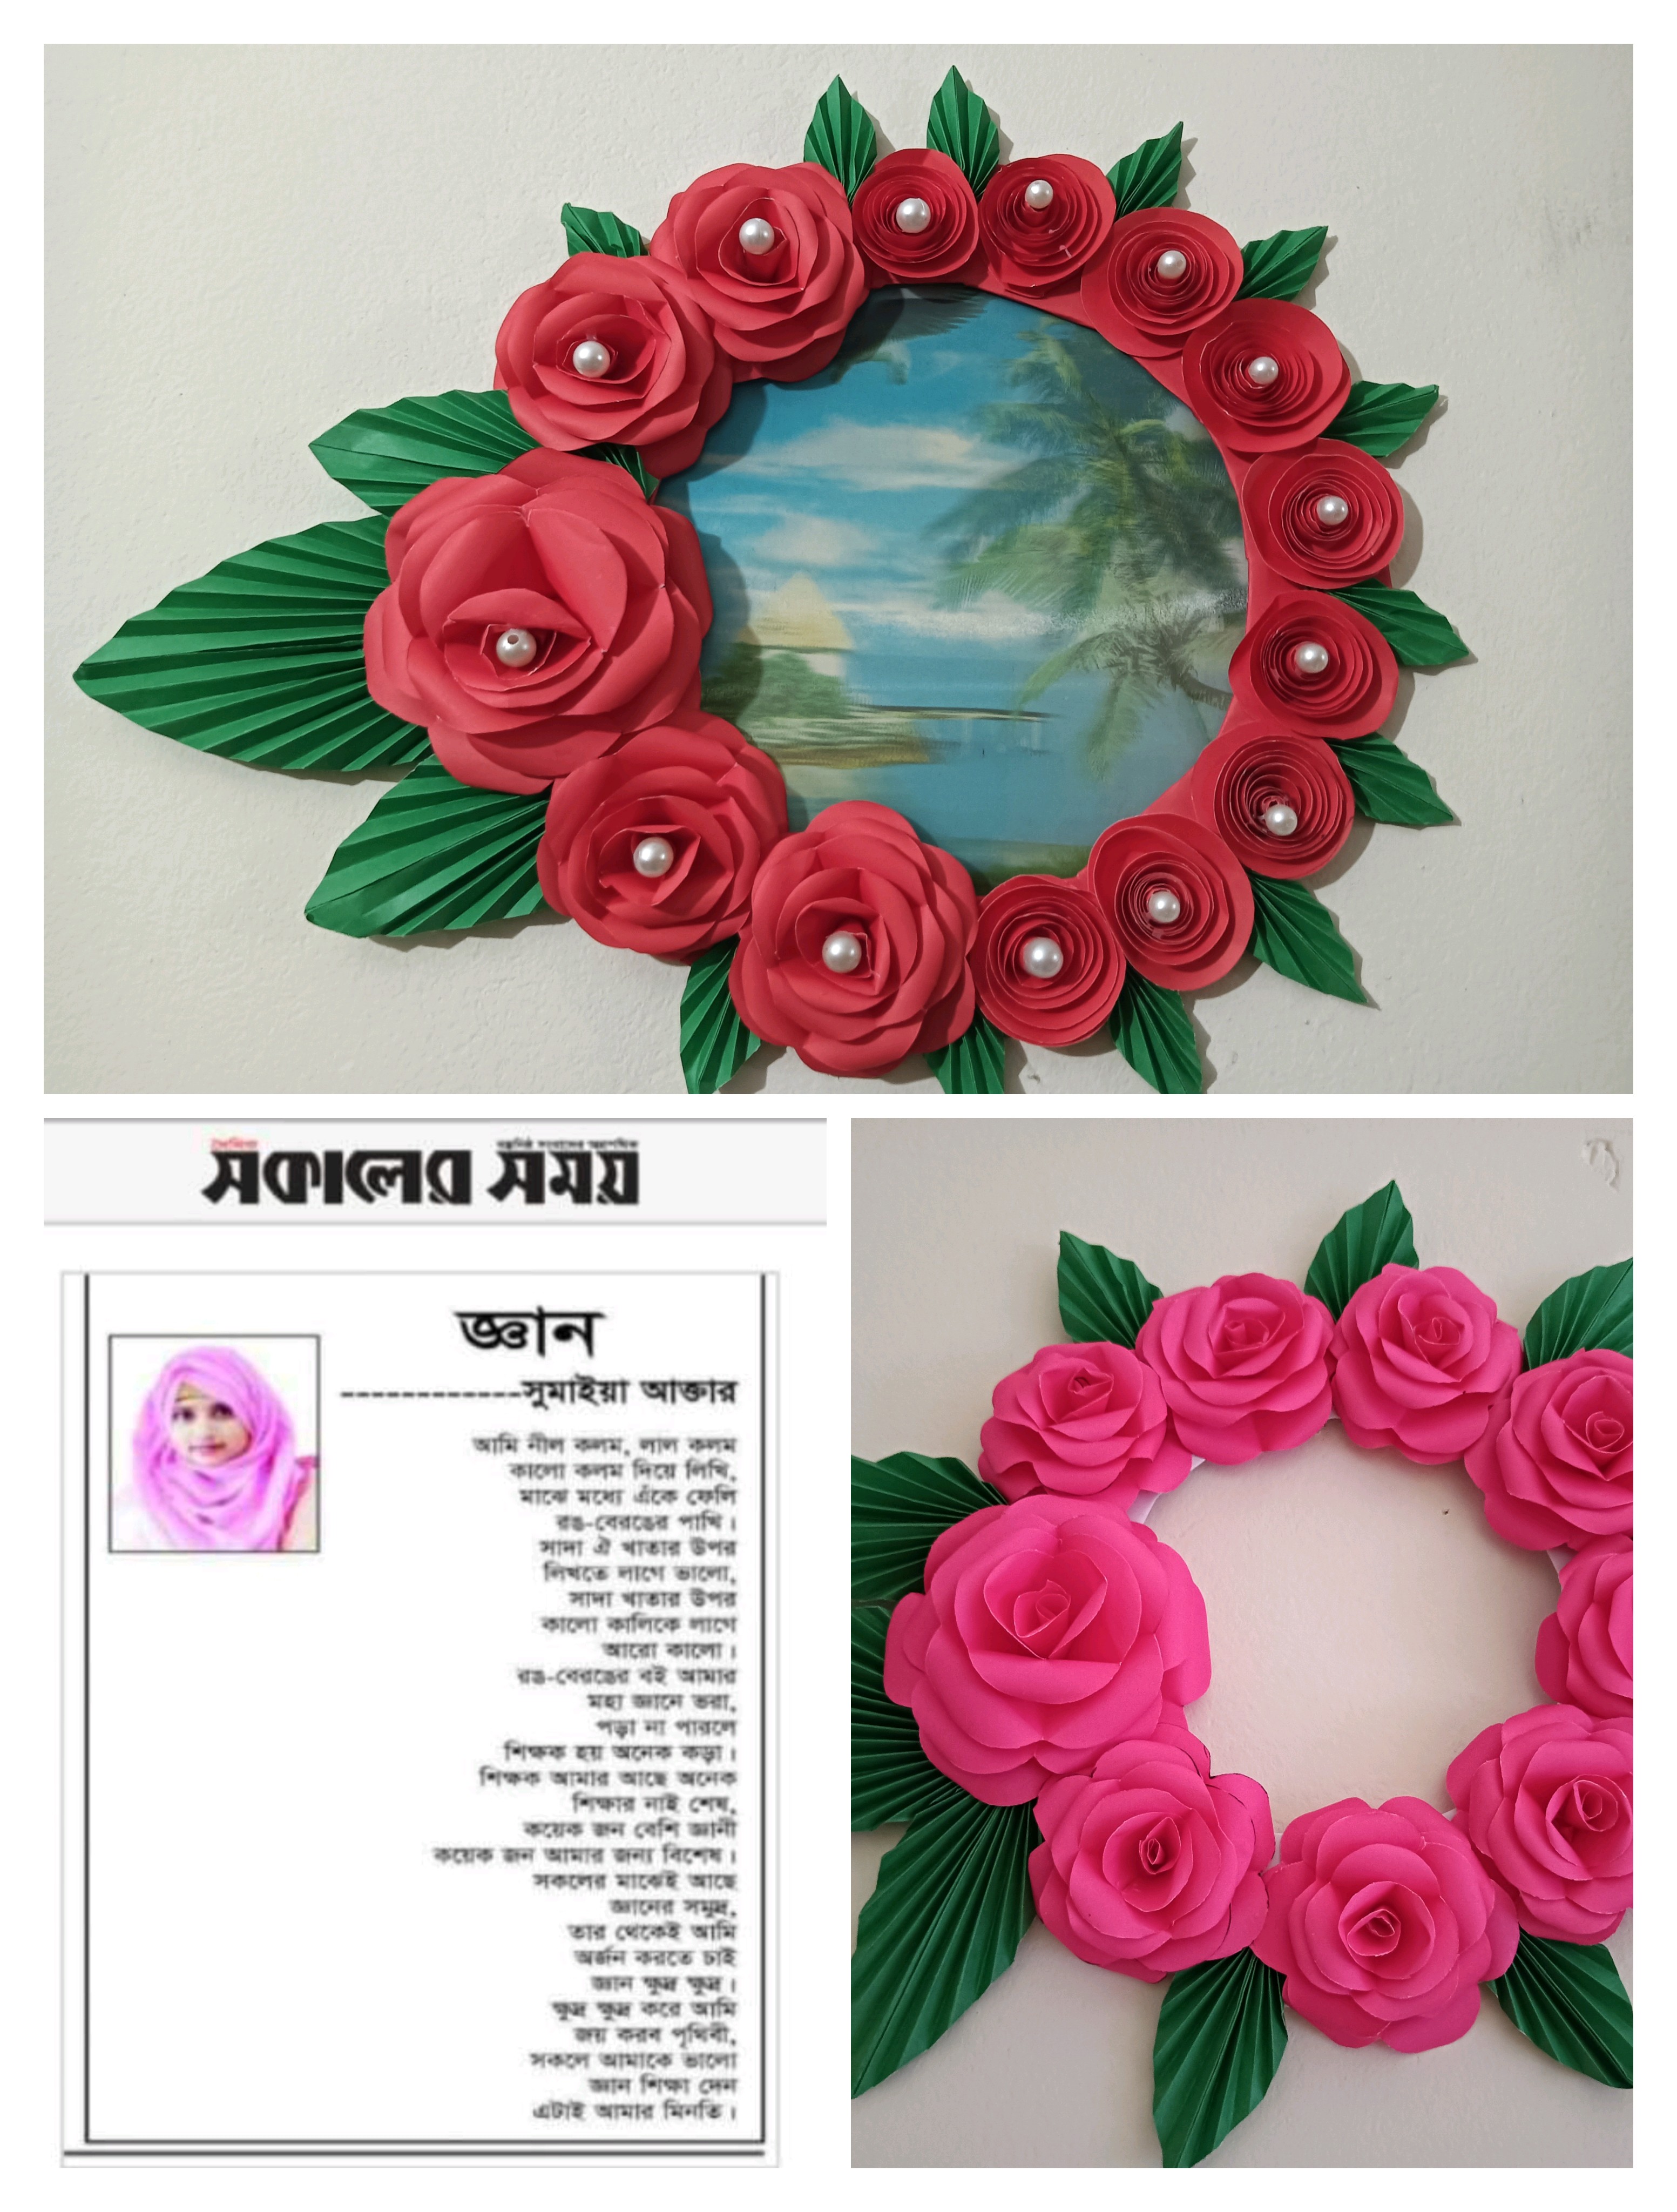 দৈনিক
সকালের সময়
জ্ঞান
------------সুমাইয়া আক্তার
আমি নীল কলম, লাল কলম
কালো কলম দিয়ে লিখি,
মাঝে মধ্যে এঁকে ফেলি
রঙ-বেরঙের পাখি।
সাদা ঐ খাতার উপর
লিখতে লাগে ভালো,
সাদা খাতার উপর
কালো কালিকে লাগে
আরো কালো।
রঙ-বেরঙের বই আমার
মহা জ্ঞানে ভরা,
পড়া না পারলে
শিক্ষক হয় অনেক কড়া।
শিক্ষক আমার আছে অনেক
শিক্ষার নাই শেষ,
কয়েক জন বেশি জ্ঞানী
কয়েক জন আমার জন্য বিশেষ।
সকলের মাঝেই আছে
জ্ঞানের সমুদ্র,
তার থেকেই আমি
অর্জন করতে চাই
জ্ঞান ক্ষুদ্র ক্ষুদ্র।
ক্ষুদ্র ক্ষুদ্র করে আমি
জয় করব পৃথিবী,
সকলে আমাকে ভালো
জ্ঞান শিক্ষা দেন
এটাই আমার মিনতি।